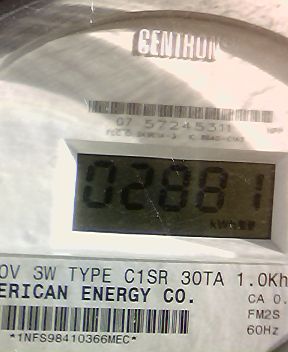 CENTRON
07 57245311
02881
0V 3W TYPE C1SR 30TA 1.0Kh
ERICAN ENERGY CO.
CA 0.
FM2S
60Hz
*1NFS98410366MEC*